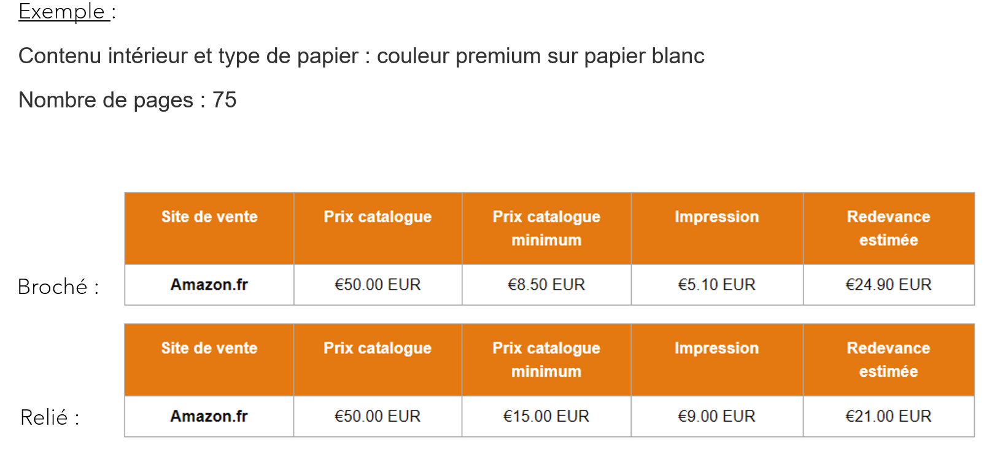 Exemple :
Contenu intérieur et type de papier : couleur premium sur papier blanc
Nombre de pages : 75
Site de vente Prix catalogue Prix catalogue minimum Impression Redevance estimée
Broché : Amazon.fr €50.00 EUR €8.50 EUR €5.10 EUR €24.90 EUR
Site de vente Prix catalogue Prix catalogue minimum Impression Redevance estimée
Relié : Amazon.fr €50.00 EUR €15.00 EUR €9.00 EUR €21.00 EUR